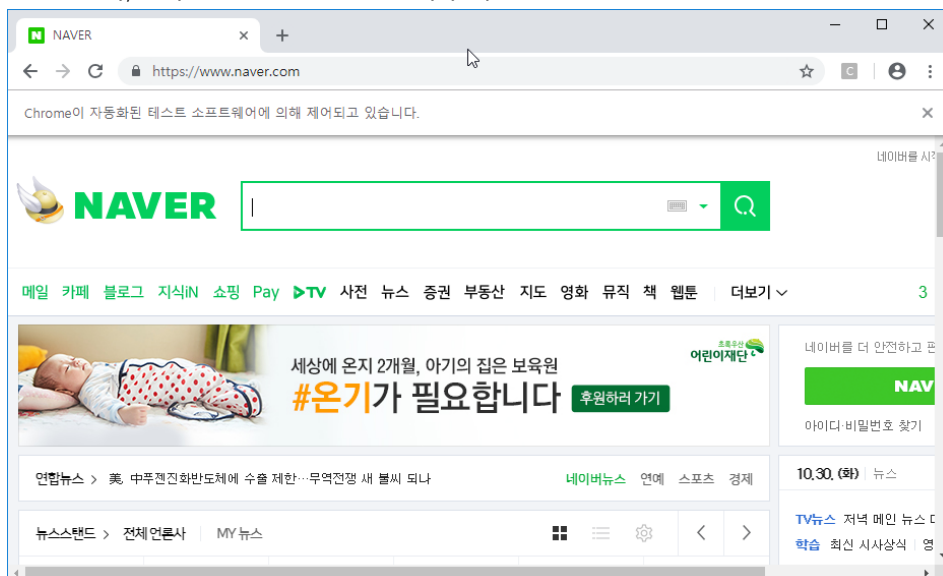 NAVER
https://www.naver.com
C
Chrome이 자동화된 테스트 소프트웨어에 의해 제어되고 있습니다.
네이버를
NAVER
메일 카페 블로그 지식iN 쇼핑 Pay TV 사전 뉴스 증권 부동산 지도 영화 뮤직 책 웹툰 더보기
3
세상에 온지 2개월, 아기의 집은 보육원
#온기가 필요합니다 후원하러 가기
초록우산
어린이재단
네이버를 더 안전하고
NAV
아이디·비밀번호 찾기
연합뉴스 > 美, 中푸젠진화반도체에 수출 제한…무역전쟁 새 불씨 되나
네이버뉴스 연예 스포츠 경제
10.30. (화) 뉴스
뉴스스탠드 > 전체언론사 MY뉴스
TV뉴스 저녁 메인 뉴스
학습 최신 시사상식 영